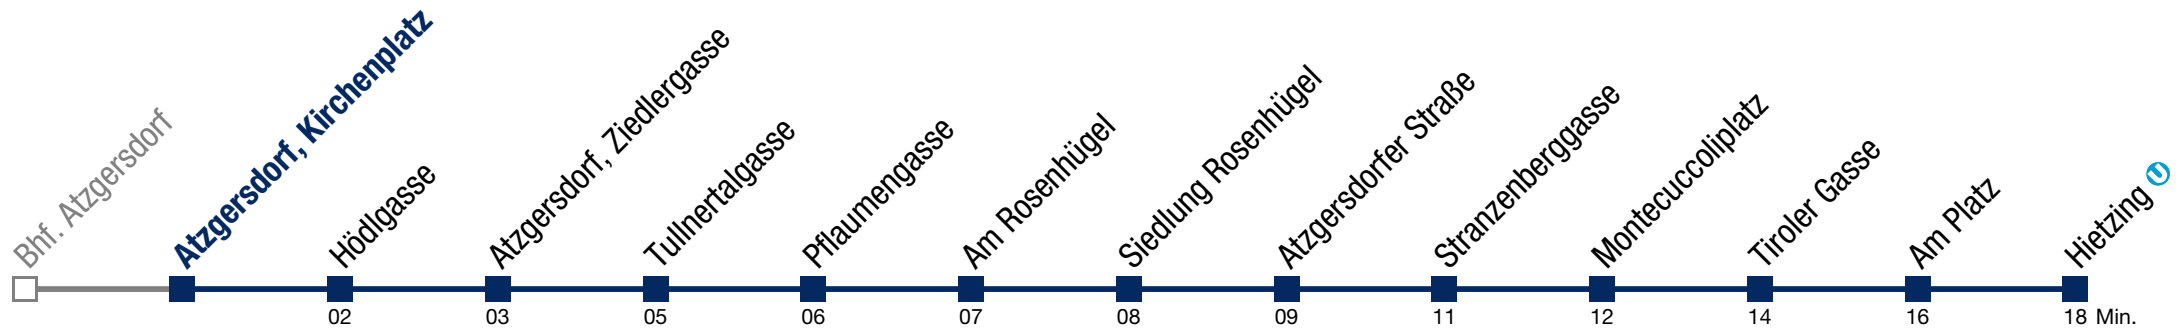 Bhf. Atzgersdorf
Atzgersdorf, Kirchenplatz
Hödlgasse
Atzgersdorf, Ziedlergasse
Tullnertalgasse
Pflaumengasse
Am Rosenhügel
Siedlung Rosenhügel
Atzgersdorfer Straße
Stranzenberggasse
Montecuccoliplatz
Tiroler Gasse
Am Platz
Hietzing U
02 03 05 06 07 08 09 11 12 14 16 18 Min.